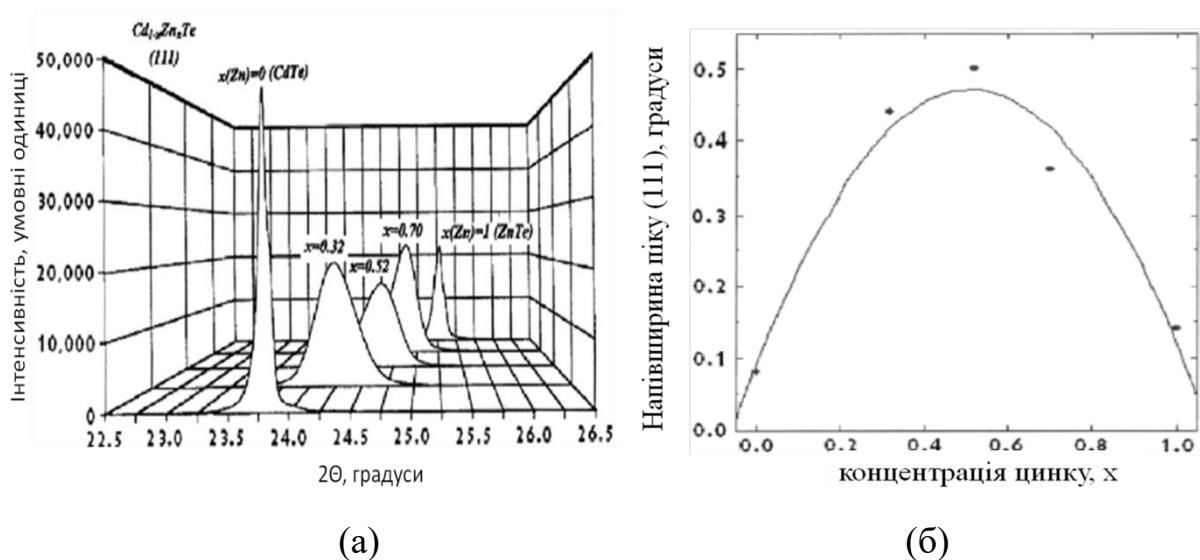 Cd₁₋ₓZnₓTe
(111)
x(Zn)=0 (CdTe)
x=0.32
x=0.52
x=0.70
x(Zn)=1 (ZnTe)
Інтенсивність, умовні одиниці
50,000
40,000
30,000
20,000
10,000
0
22.5 23.0 23.5 24.0 24.5 25.0 25.5 26.0 26.5
2Θ, градуси
(а)
Напівширина піку (111), градуси
0.5
0.4
0.3
0.2
0.1
0.0
0.0 0.2 0.4 0.6 0.8 1.0
концентрація цинку, х
(б)